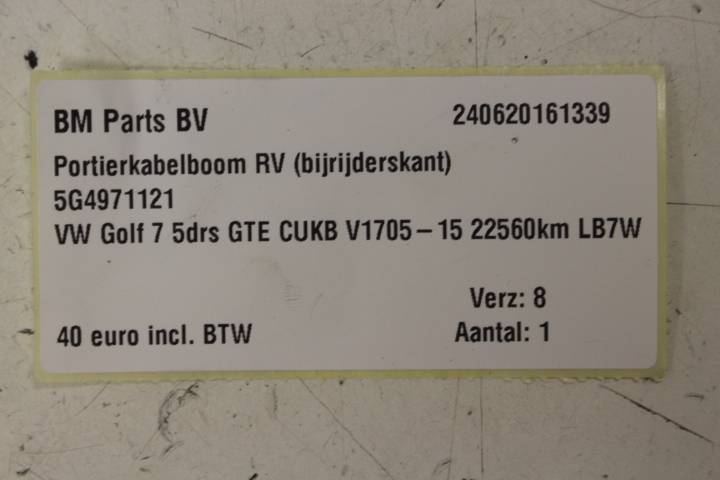 BM Parts BV 240620161339
Portierkabelboom RV (bijrijderskant)
5G4971121
VW Golf 7 5drs GTE CUKB V1705-15 22560km LB7W
Verz: 8
40 euro incl. BTW Aantal: 1